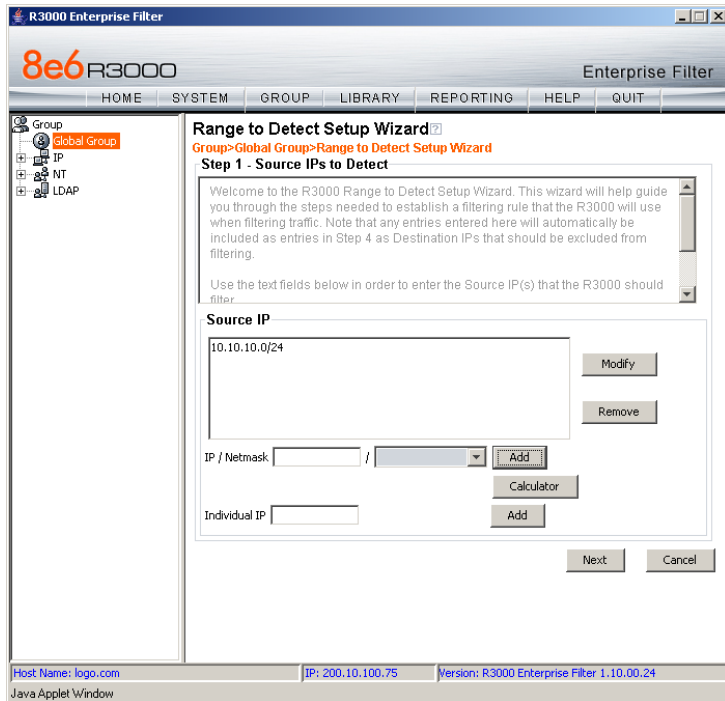 R3000 Enterprise Filter
8e6 R3000
Enterprise Filter
HOME SYSTEM GROUP LIBRARY REPORTING HELP QUIT
Group
Global Group
IP
NT
LDAP
Range to Detect Setup Wizard?
Group>Global Group>Range to Detect Setup Wizard
Step 1 - Source IPs to Detect
Welcome to the R3000 Range to Detect Setup Wizard. This wizard will help guide
you through the steps needed to establish a filtering rule that the R3000 will use
when filtering traffic. Note that any entries entered here will automatically be
included as entries in Step 4 as Destination IPs that should be excluded from
filtering.
Use the text fields below in order to enter the Source IP(s) that the R3000 should
filter
Source IP
10.10.10.0/24
Modify
Remove
IP / Netmask / Add
Calculator
Individual IP Add
Next Cancel
Host Name: logo.com IP: 200.10.100.75 Version: R3000 Enterprise Filter 1.10.00.24
Java Applet Window